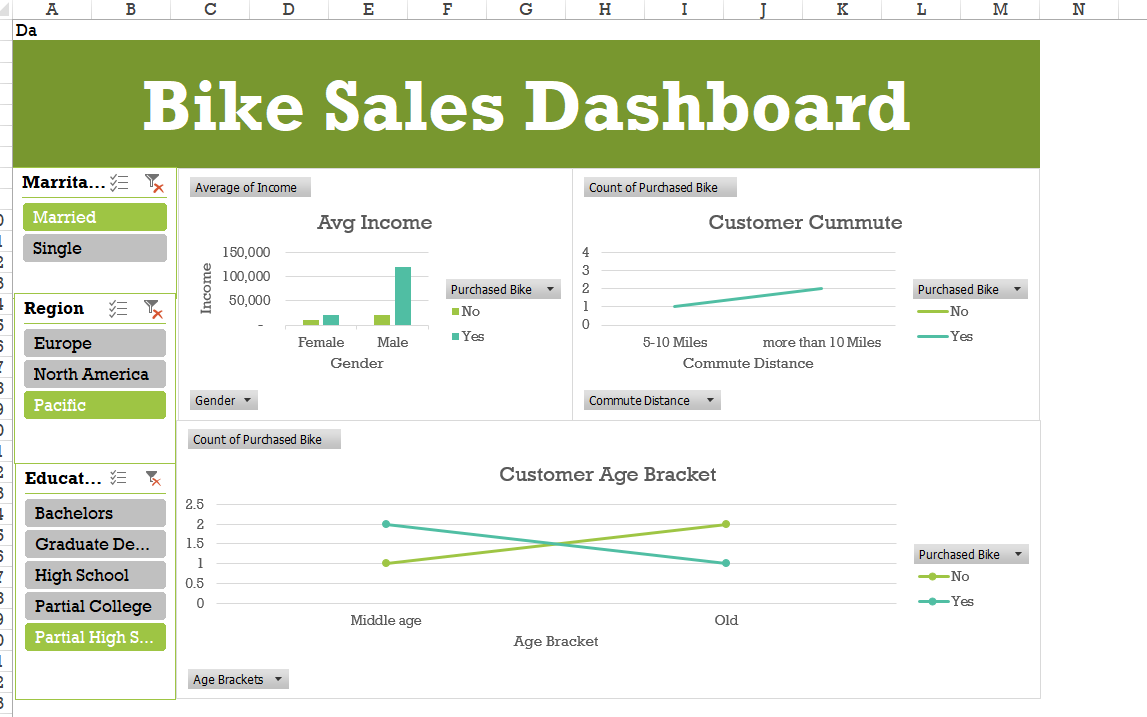 A B C D E F G H I J K L M N
Da
Bike Sales Dashboard
Marrita...
Married
Single
Region
Europe
North America
Pacific
Educat...
Bachelors
Graduate De...
High School
Partial College
Partial High S...
Average of Income
Avg Income
150,000
100,000
50,000
-
Income
Female Male
Gender
Purchased Bike
No
Yes
Gender
Count of Purchased Bike
Customer Cummute
4
3
2
1
0
5-10 Miles more than 10 Miles
Commute Distance
Purchased Bike
No
Yes
Commute Distance
Count of Purchased Bike
Customer Age Bracket
2.5
2
1.5
1
0.5
0
Middle age Old
Age Bracket
Purchased Bike
No
Yes
Age Brackets